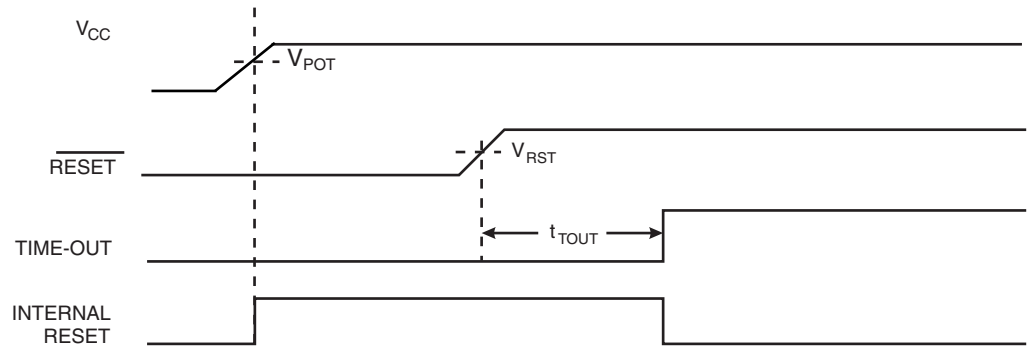 VCC
VPOT
RESET
VRST
TIME-OUT
tTOUT
INTERNAL
RESET